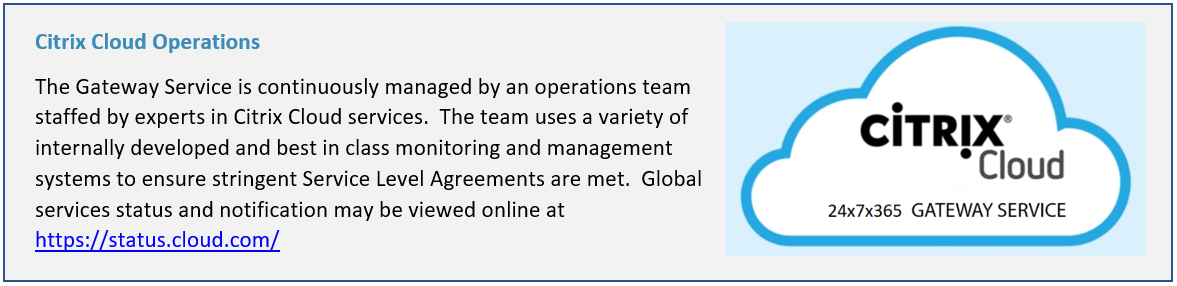 Citrix Cloud Operations
The Gateway Service is continuously managed by an operations team
staffed by experts in Citrix Cloud services.  The team uses a variety of
internally developed and best in class monitoring and management
systems to ensure stringent Service Level Agreements are met.  Global
services status and notification may be viewed online at
https://status.cloud.com/
CITRIX®
Cloud
24x7x365  GATEWAY SERVICE